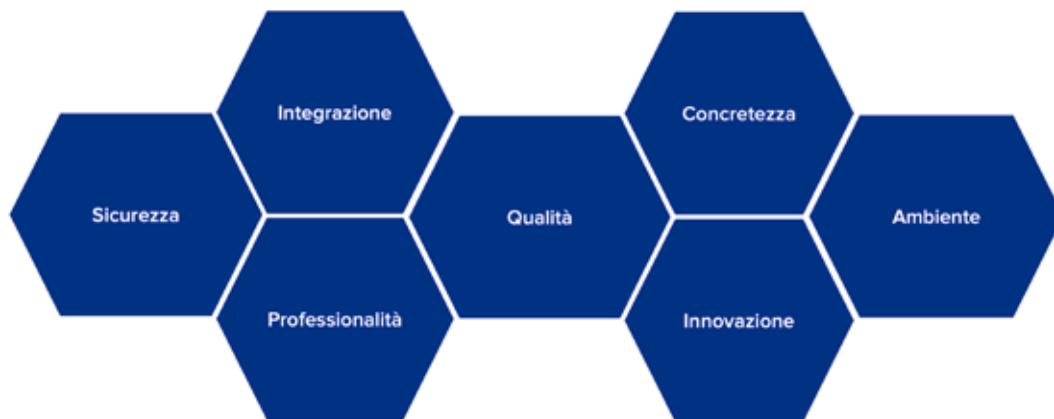 Integrazione
Concretezza
Sicurezza
Qualità
Ambiente
Professionalità
Innovazione